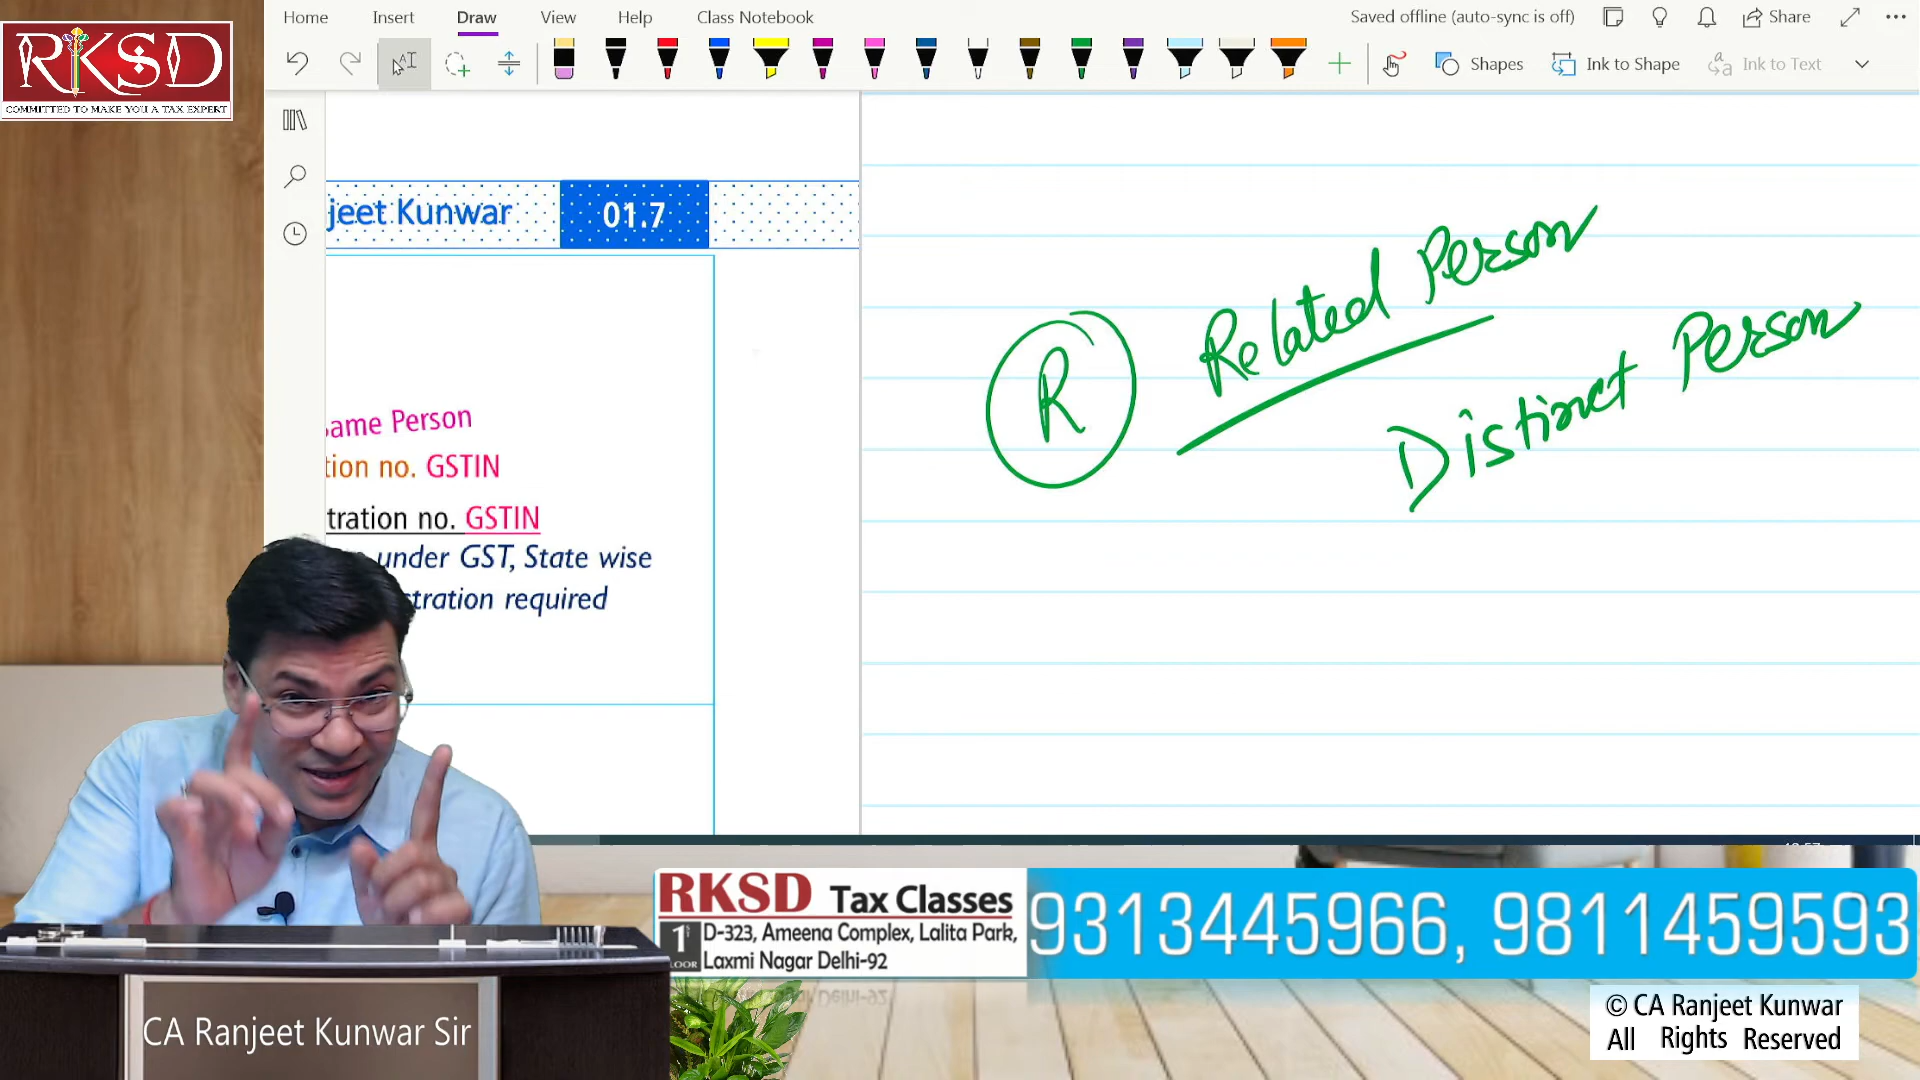 RKSD
COMMITTED TO MAKE YOU A TAX EXPERT
Home Insert Draw View Help Class Notebook
Saved offline (auto-sync is off) Share
Shapes Ink to Shape Ink to Text
jeet Kunwar 01.7
Same Person
tion no. GSTIN
tration no. GSTIN
under GST, State wise
stration required
R Related Person
Distinct Person
RKSD Tax Classes
1ST D-323, Ameena Complex, Lalita Park,
Laxmi Nagar Delhi-92
9313445966, 9811459593
CA Ranjeet Kunwar Sir
© CA Ranjeet Kunwar
All Rights Reserved